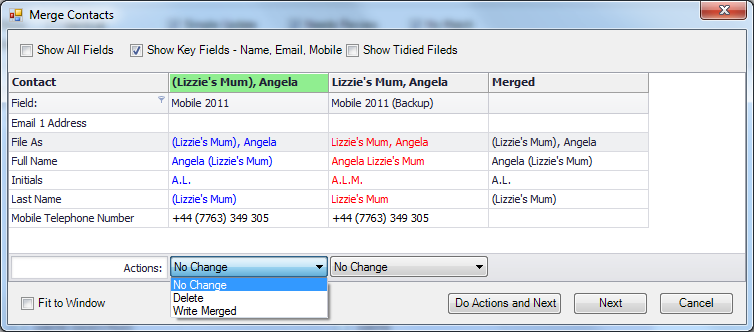 Merge Contacts
Show All Fields Show Key Fields - Name, Email, Mobile Show Tidied Fileds
Contact (Lizzie's Mum), Angela Lizzie's Mum, Angela Merged
Field: Mobile 2011 Mobile 2011 (Backup)
Email 1 Address
File As (Lizzie's Mum), Angela Lizzie's Mum, Angela (Lizzie's Mum), Angela
Full Name Angela (Lizzie's Mum) Angela Lizzie's Mum Angela (Lizzie's Mum)
Initials A.L. A.L.M. A.L.
Last Name (Lizzie's Mum) Lizzie's Mum (Lizzie's Mum)
Mobile Telephone Number +44 (7763) 349 305 +44 (7763) 349 305
Actions: No Change No Change
No Change
Delete
Write Merged
Fit to Window Do Actions and Next Next Cancel